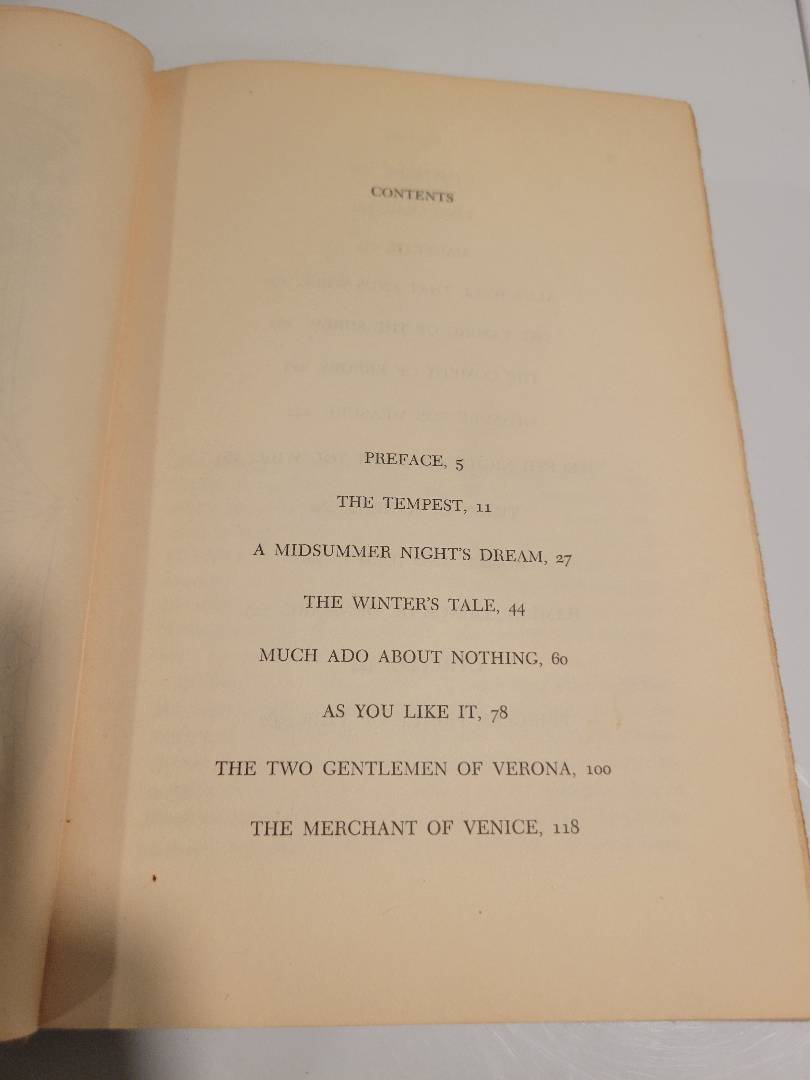 CONTENTS
PREFACE, 5
THE TEMPEST, 11
A MIDSUMMER NIGHT'S DREAM, 27
THE WINTER'S TALE, 44
MUCH ADO ABOUT NOTHING, 60
AS YOU LIKE IT, 78
THE TWO GENTLEMEN OF VERONA, 100
THE MERCHANT OF VENICE, 118